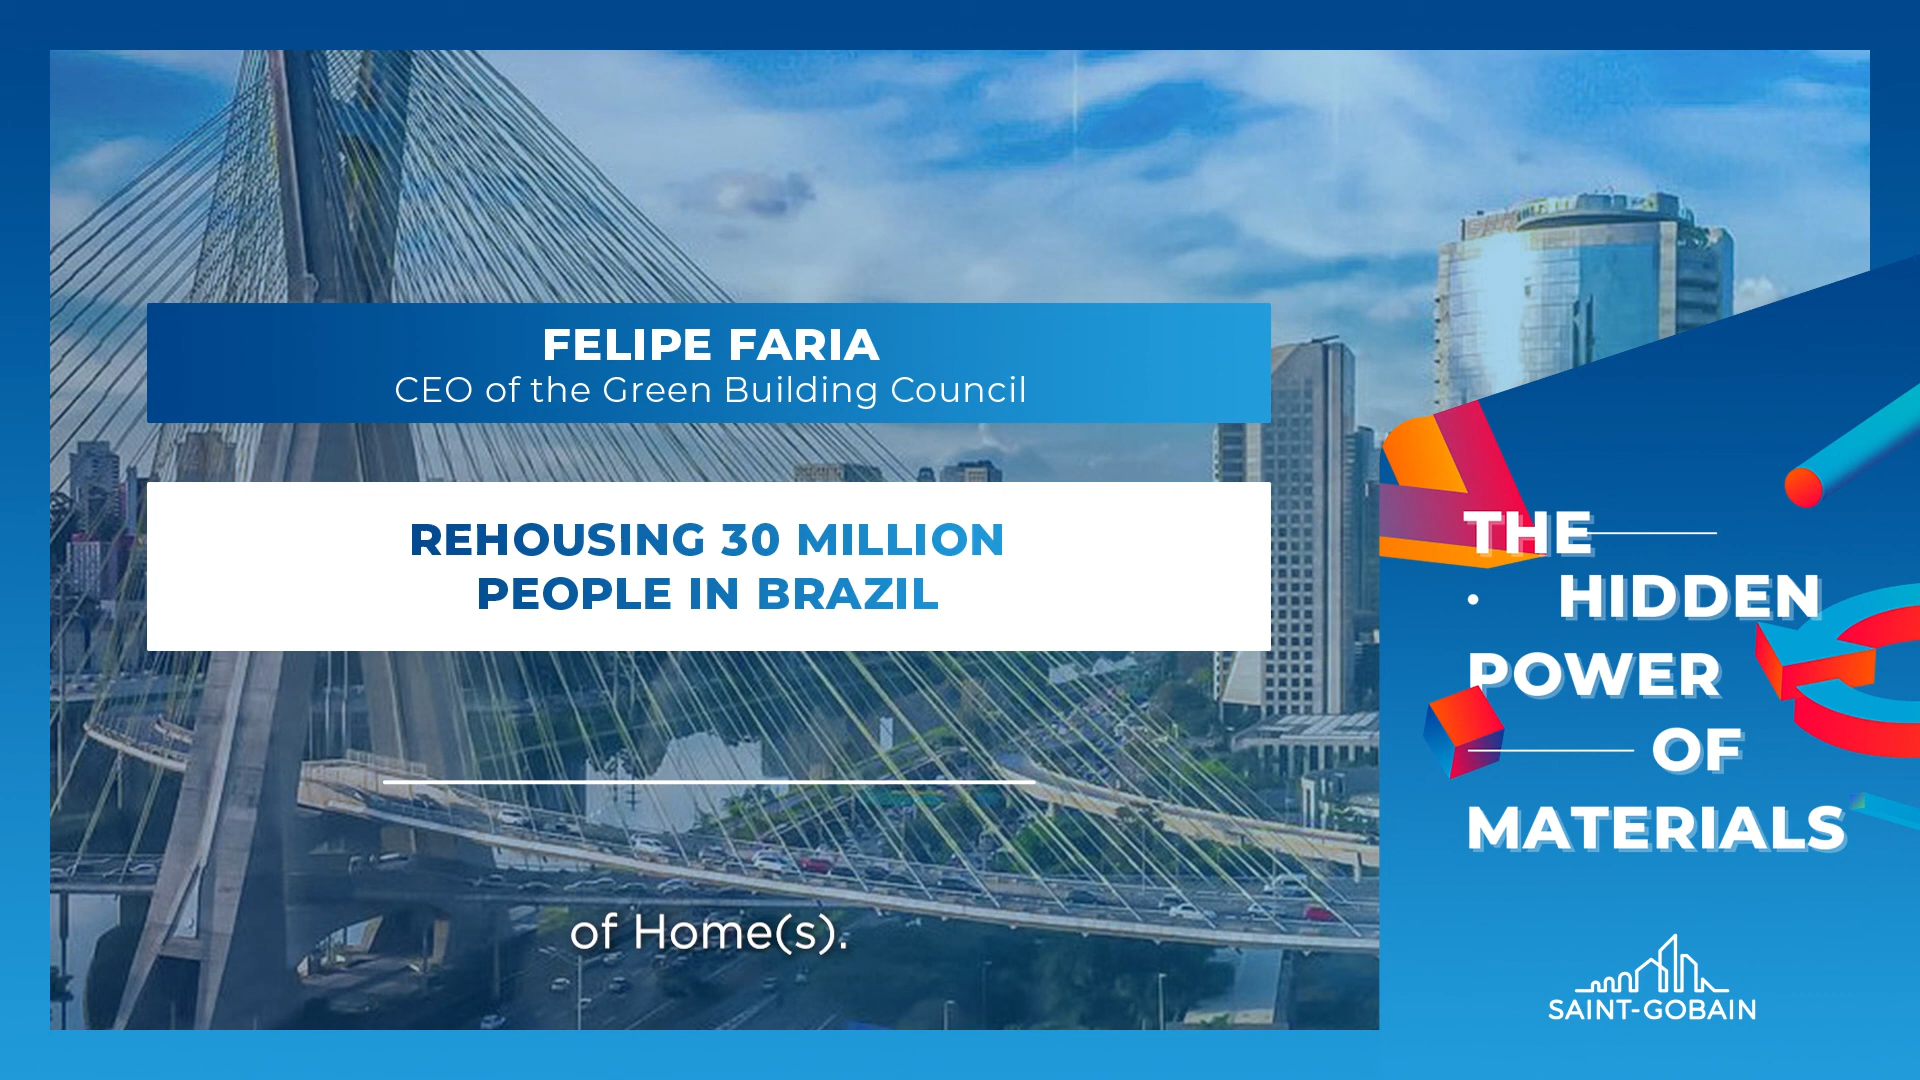 FELIPE FARIA
CEO of the Green Building Council
REHOUSING 30 MILLION
PEOPLE IN BRAZIL
of Home(s).
THE
HIDDEN
POWER
OF
MATERIALS
SAINT-GOBAIN